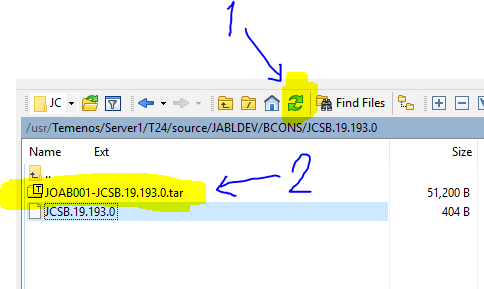 1
JC
Find Files
/usr/Temenos/Server1/T24/source/JABLDEV/BCONS/JCSB.19.193.0
Name Ext Size
..
JOAB001-JCSB.19.193.0.tar 51,200 B
2
JCSB.19.193.0 404 B